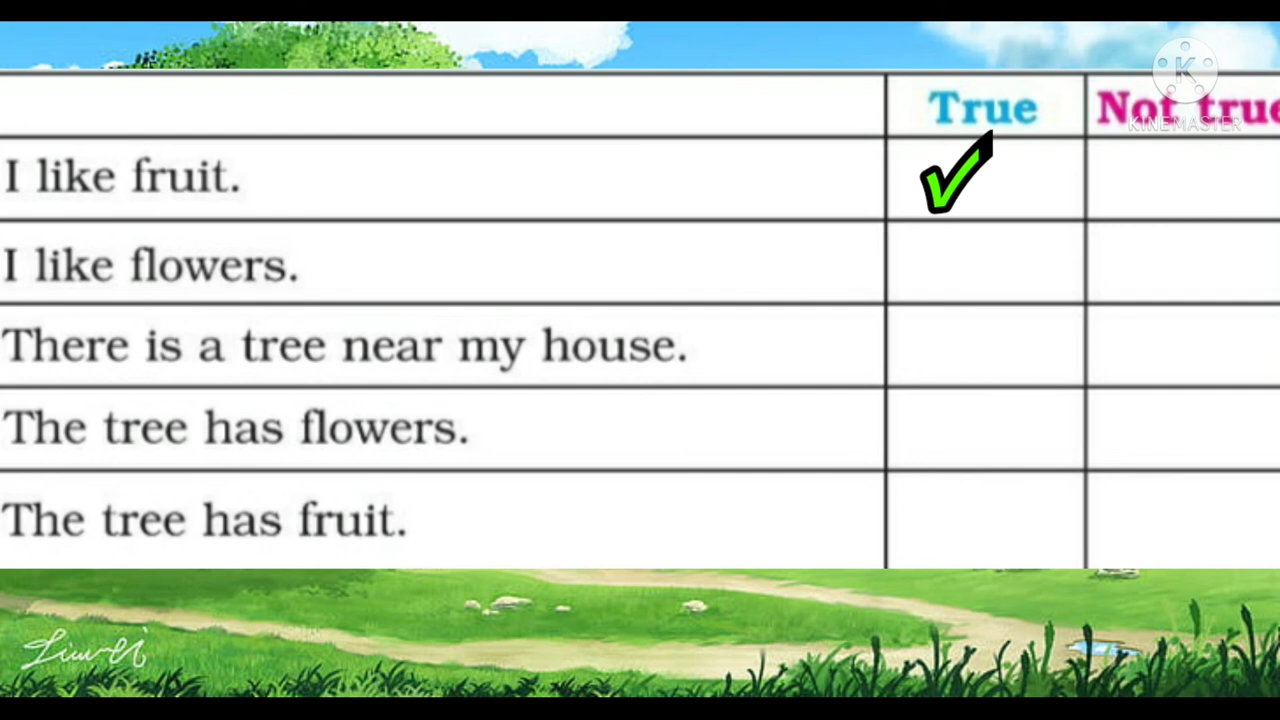 True Not true
KINEMASTER
I like fruit.
I like flowers.
There is a tree near my house.
The tree has flowers.
The tree has fruit.